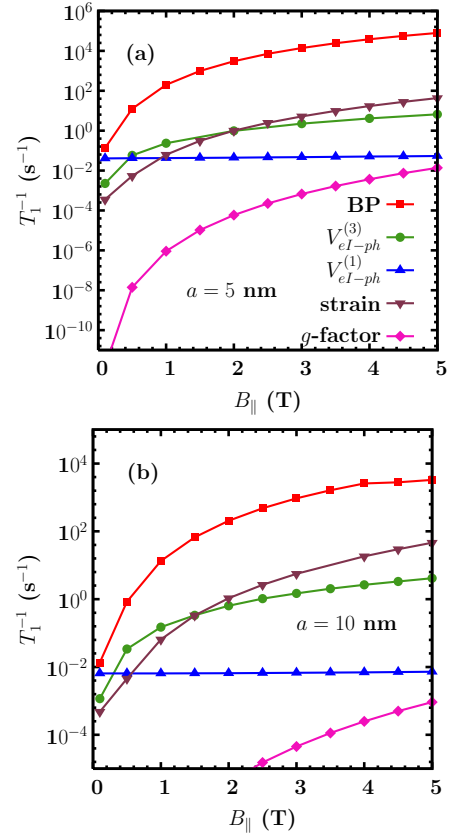 10^6
10^4
10^2
10^0
10^-2
10^-4
10^-6
10^-8
10^-10
T_1^-1 (s^-1)
(a)
BP
V_eI-ph^(3)
V_eI-ph^(1)
strain
g-factor
a = 5 nm
0 1 2 3 4 5
B_∥ (T)
10^4
10^2
10^0
10^-2
10^-4
T_1^-1 (s^-1)
(b)
a = 10 nm
0 1 2 3 4 5
B_∥ (T)